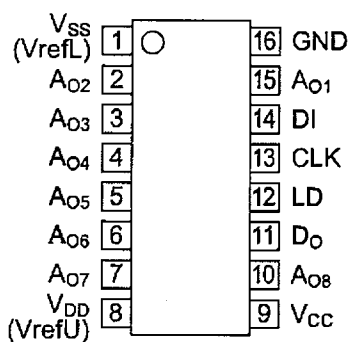 VSS
(VrefL) 1
AO2 2
AO3 3
AO4 4
AO5 5
AO6 6
AO7 7
VDD
(VrefU) 8
16 GND
15 AO1
14 DI
13 CLK
12 LD
11 DO
10 AO8
9 VCC